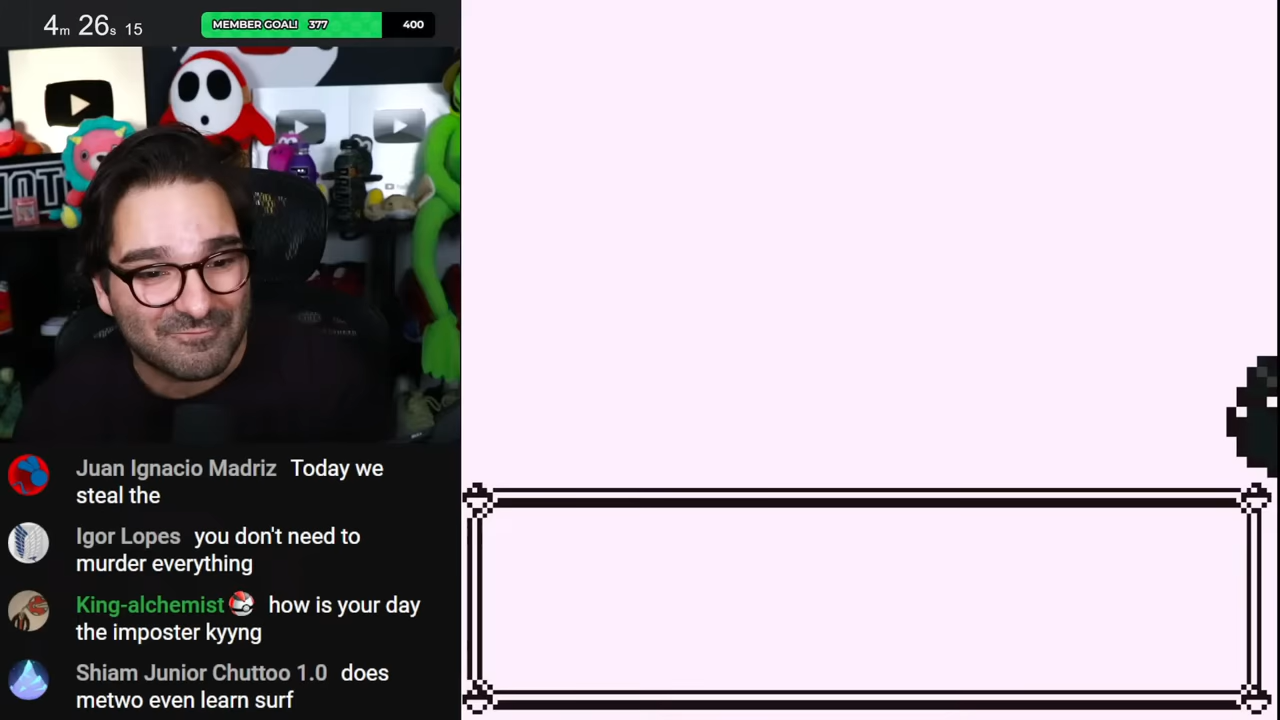 4m 26s 15
MEMBER GOAL! 377
400
Juan Ignacio Madriz Today we
steal the
Igor Lopes you don't need to
murder everything
King-alchemist how is your day
the imposter kyyng
Shiam Junior Chuttoo 1.0 does
metwo even learn surf